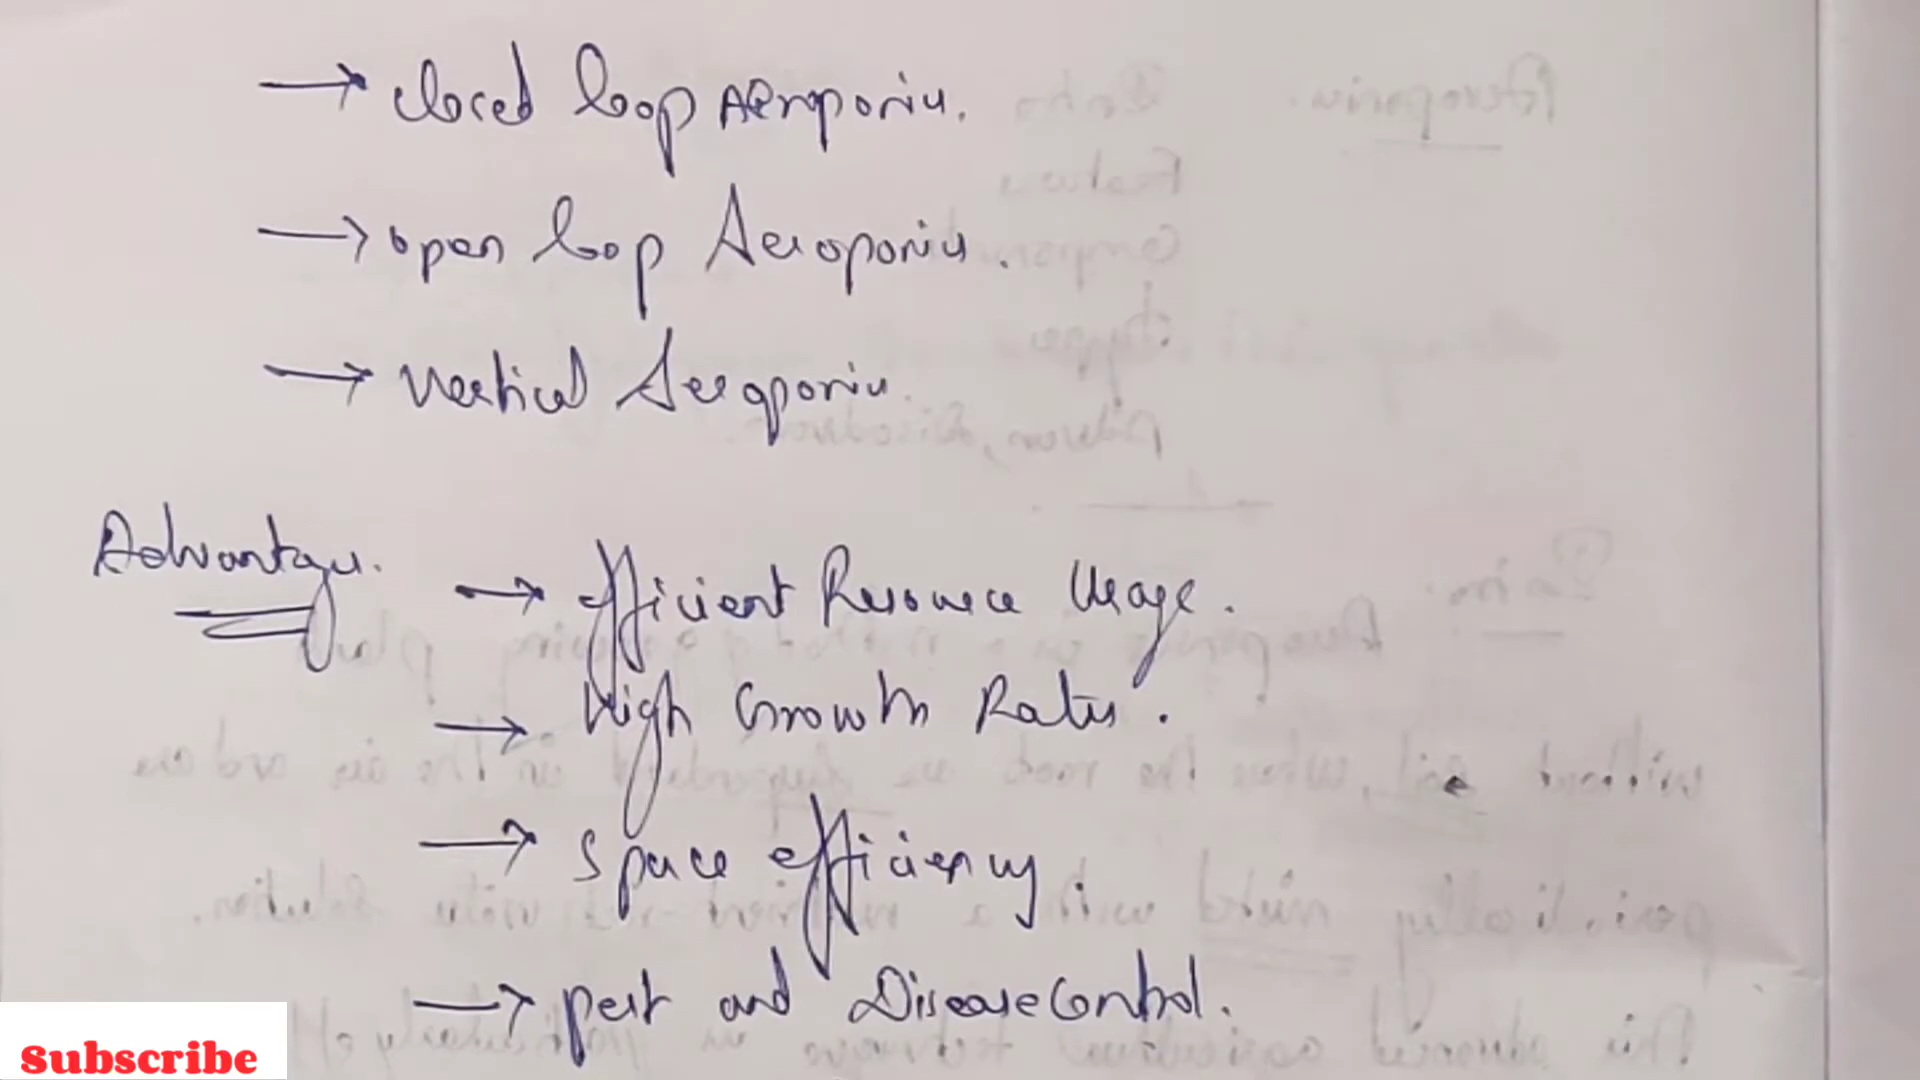 → closed loop Aeroponics.
→ open loop Aeroponics.
→ Vertical Aeroponics.
Advantages.
→ efficient Resource Usage.
→ High Growth Rates.
→ Space efficiency.
→ pest and Disease Control.
Subscribe